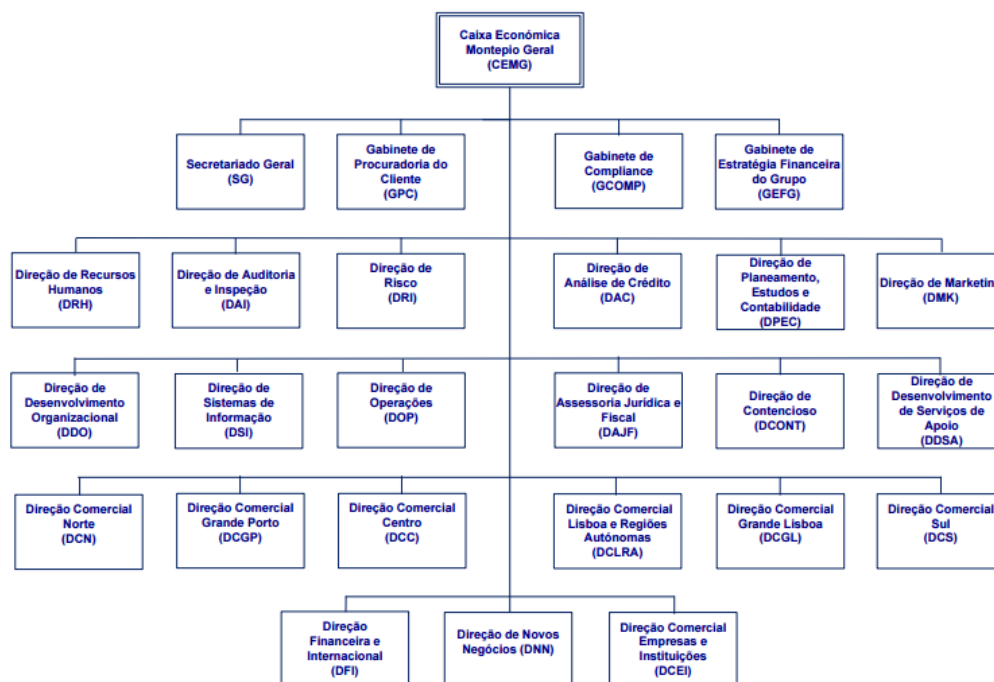 Caixa Económica
Montepio Geral
(CEMG)
Secretariado Geral
(SG)
Gabinete de
Procuradoria do
Cliente
(GPC)
Gabinete de
Compliance
(GCOMP)
Gabinete de
Estratégia Financeira
do Grupo
(GEFG)
Direção de Recursos
Humanos
(DRH)
Direção de Auditoria
e Inspeção
(DAI)
Direção de
Risco
(DRI)
Direção de
Análise de Crédito
(DAC)
Direção de
Planeamento,
Estudos e
Contabilidade
(DPEC)
Direção de Marketin
(DMK)
Direção de
Desenvolvimento
Organizacional
(DDO)
Direção de
Sistemas de
Informação
(DSI)
Direção de
Operações
(DOP)
Direção de
Assessoria Jurídica e
Fiscal
(DAJF)
Direção de
Contencioso
(DCONT)
Direção de
Desenvolvimento
de Serviços de
Apoio
(DDSA)
Direção Comercial
Norte
(DCN)
Direção Comercial
Grande Porto
(DCGP)
Direção Comercial
Centro
(DCC)
Direção Comercial
Lisboa e Regiões
Autónomas
(DCLRA)
Direção Comercial
Grande Lisboa
(DCGL)
Direção Comercial
Sul
(DCS)
Direção
Financeira e
Internacional
(DFI)
Direção de Novos
Negócios (DNN)
Direção Comercial
Empresas e
Instituições
(DCEI)